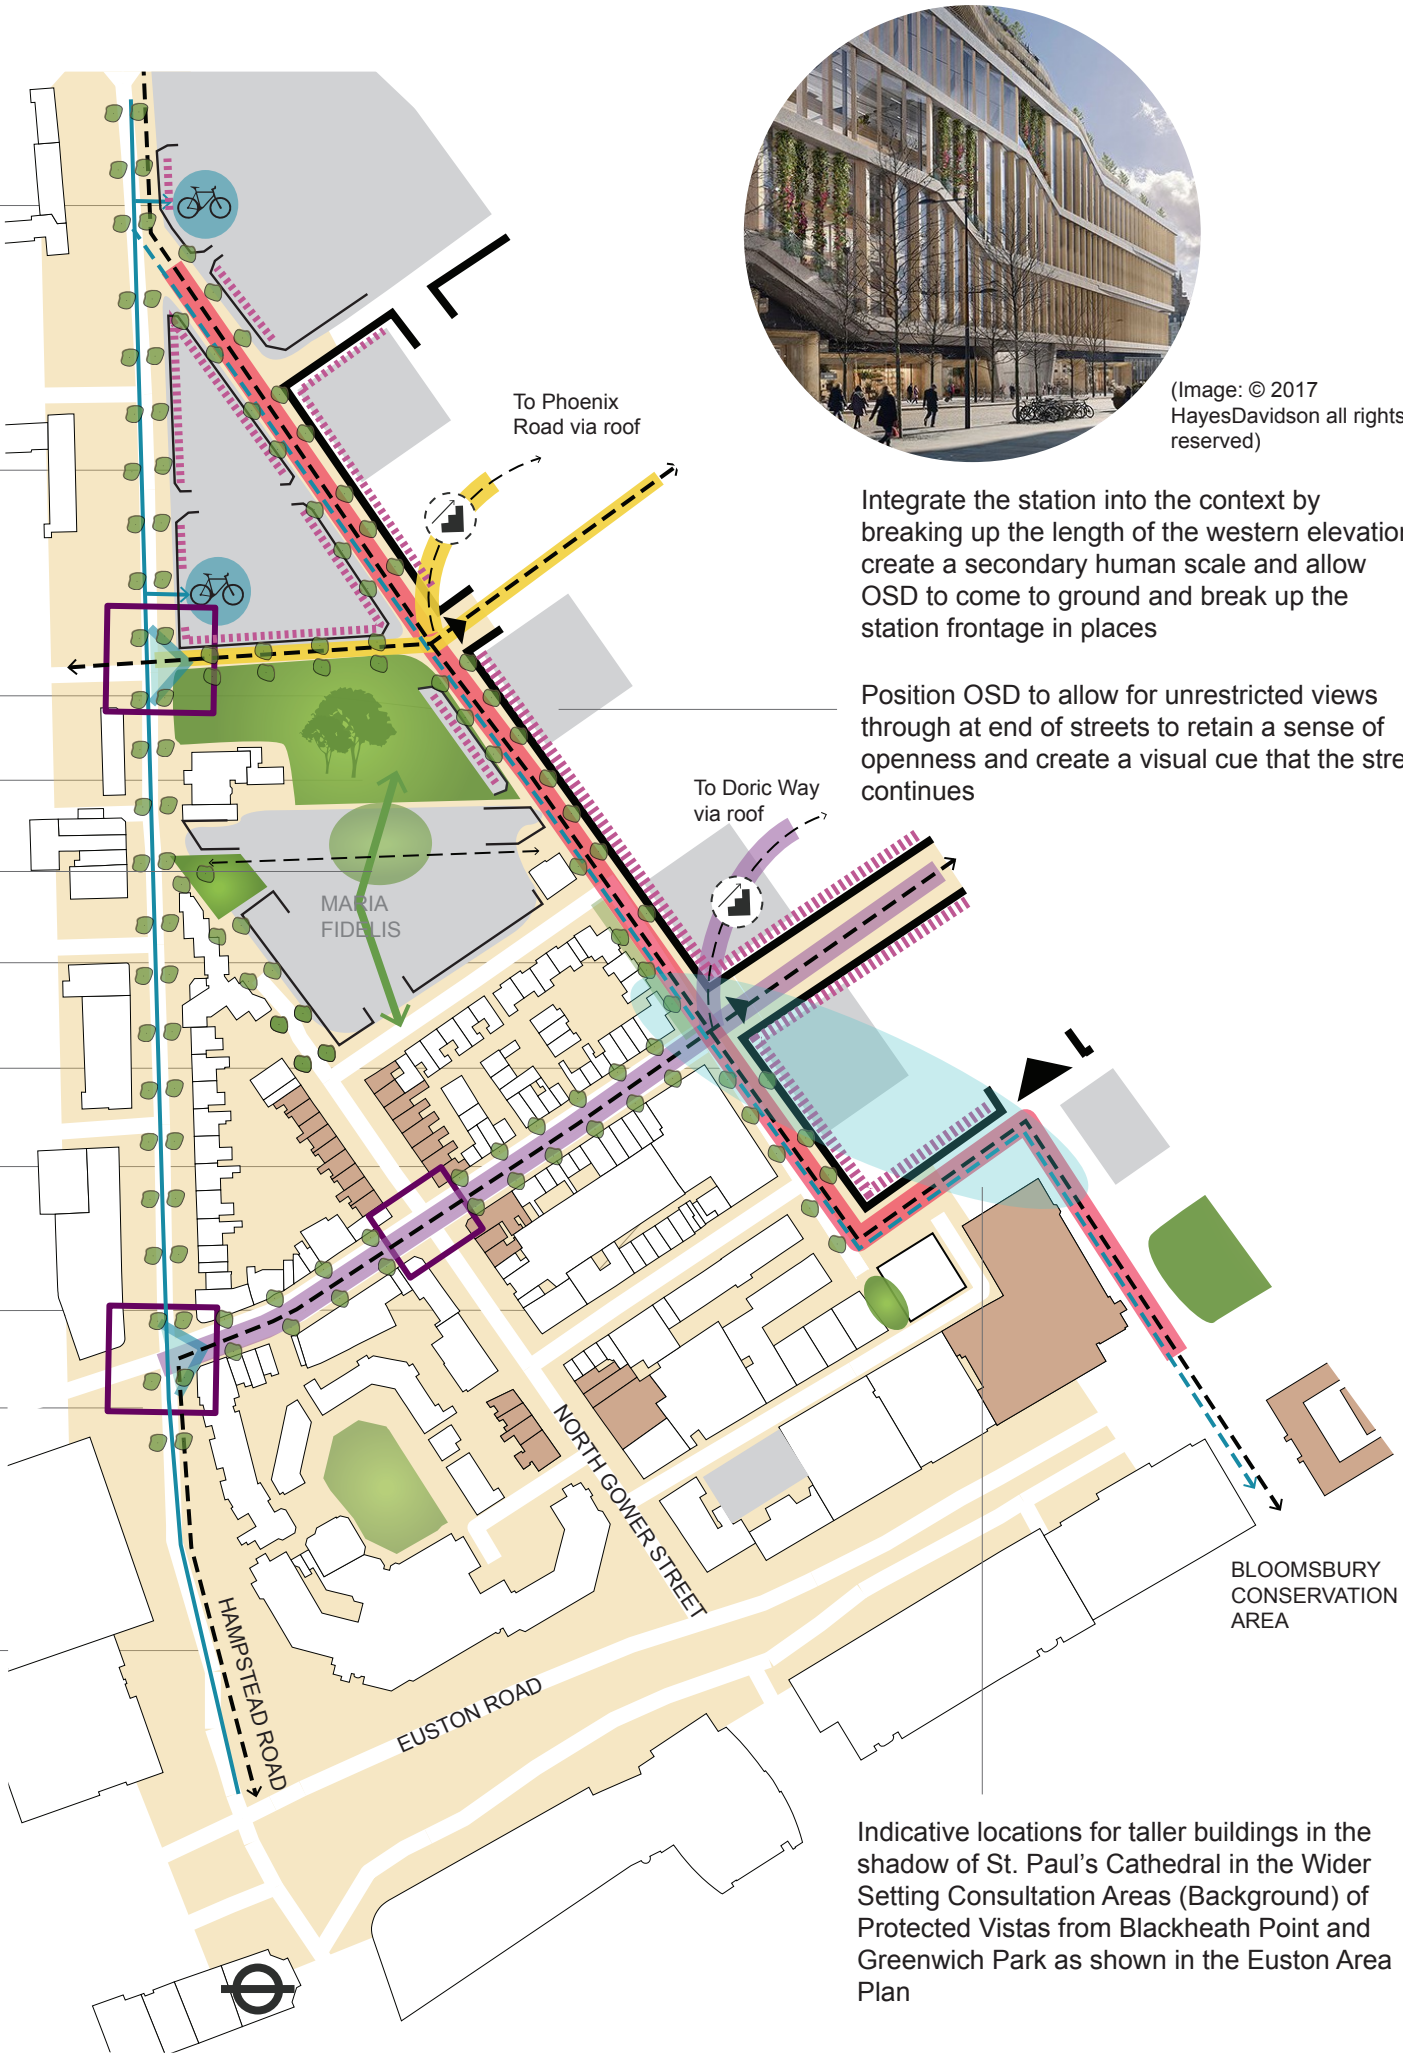 (Image: © 2017
HayesDavidson all rights
reserved)
To Phoenix
Road via roof
Integrate the station into the context by
breaking up the length of the western elevation
create a secondary human scale and allow
OSD to come to ground and break up the
station frontage in places
Position OSD to allow for unrestricted views
through at end of streets to retain a sense of
openness and create a visual cue that the stre
continues
To Doric Way
via roof
MARIA
FIDELIS
NORTH GOWER STREET
HAMPSTEAD ROAD
EUSTON ROAD
BLOOMSBURY
CONSERVATION
AREA
Indicative locations for taller buildings in the
shadow of St. Paul's Cathedral in the Wider
Setting Consultation Areas (Background) of
Protected Vistas from Blackheath Point and
Greenwich Park as shown in the Euston Area
Plan